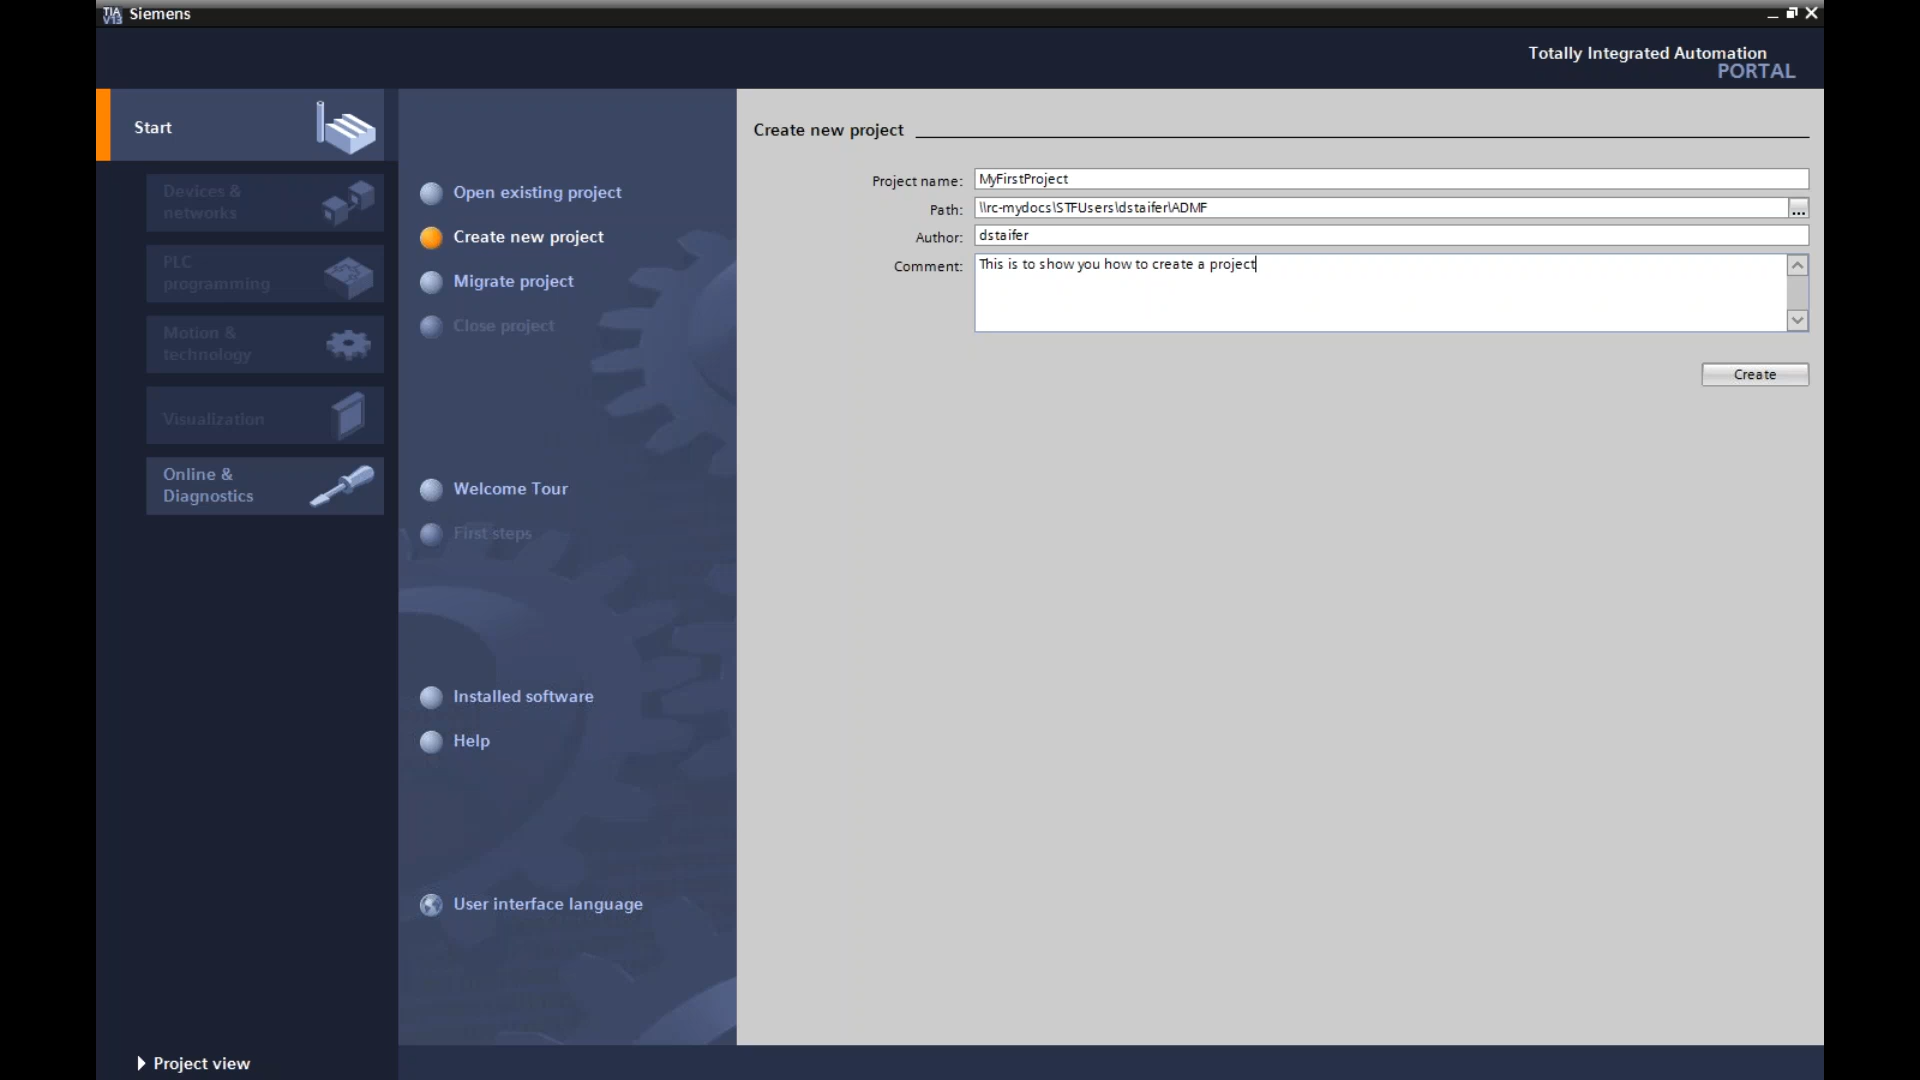 TIA
V13
Siemens
Totally Integrated Automation
PORTAL
Start
Devices &
networks
PLC
programming
Motion &
technology
Visualization
Online &
Diagnostics
Open existing project
Create new project
Migrate project
Close project
Welcome Tour
First steps
Installed software
Help
User interface language
Create new project
Project name: MyFirstProject
Path: \\rc-mydocs\STFUsers\dstaifer\ADMF ...
Author: dstaifer
Comment: This is to show you how to create a project
Create
Project view